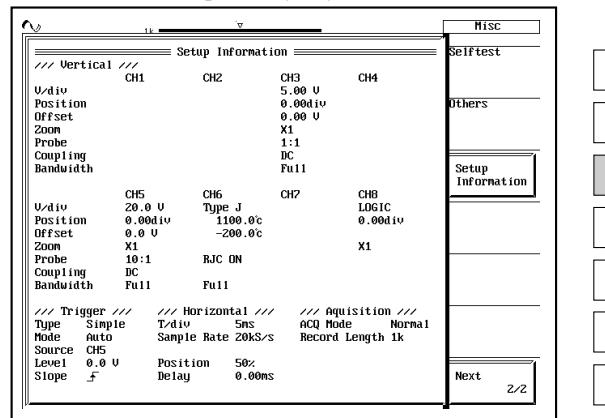 1k
Misc
Setup Information
Selftest
/// Vertical ///
CH1 CH2 CH3 CH4
V/div 5.00 V
Position 0.00div
Others
Offset 0.00 V
Zoom X1
Probe 1:1
Coupling DC
Bandwidth Full
Setup
Information
CH5 CH6 CH7 CH8
V/div 20.0 V Type J LOGIC
Position 0.00div 1100.0℃ 0.00div
Offset 0.0 V -200.0℃
Zoom X1 X1
Probe 10:1 RJC ON
Coupling DC
Bandwidth Full Full
/// Trigger /// /// Horizontal /// /// Aquisition ///
Type Simple T/div 5ms ACQ Mode Normal
Mode Auto Sample Rate 20kS/s Record Length 1k
Source CH5
Level 0.0 V Position 50%
Slope Delay 0.00ms
Next
2/2